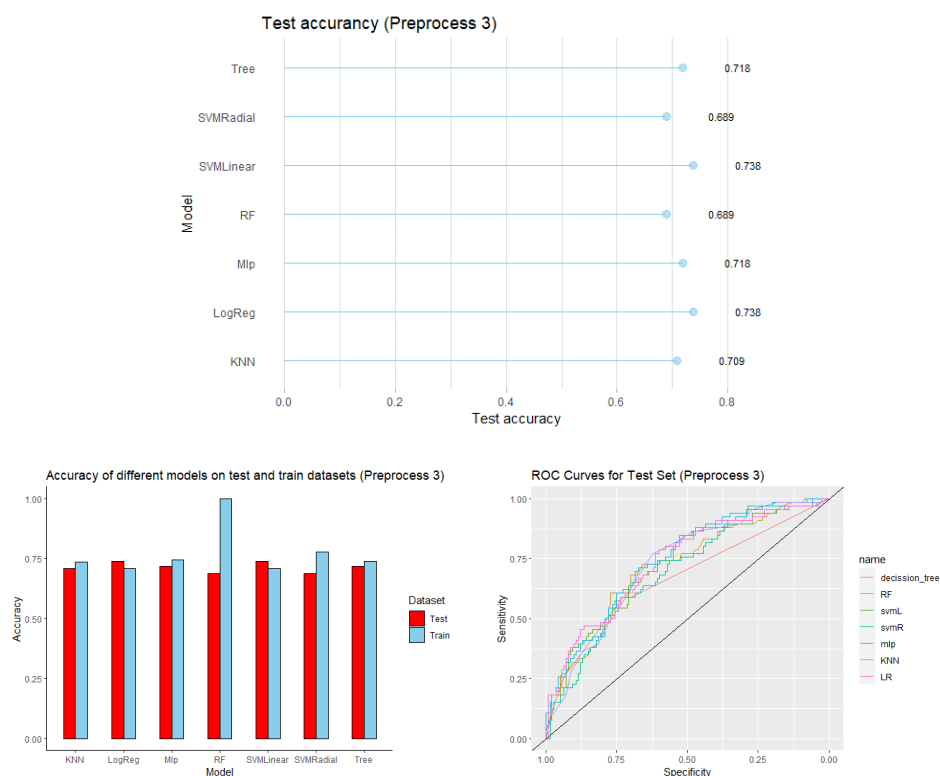 Test accurancy (Preprocess 3)
Tree
0.718
SVMRadial
0.689
SVMLinear
0.738
Model
RF
0.689
Mlp
0.718
LogReg
0.738
KNN
0.709
0.0 0.2 0.4 0.6 0.8
Test accuracy
Accuracy of different models on test and train datasets (Preprocess 3)
1.00
0.75
0.50
0.25
0.00
Accuracy
KNN LogReg Mlp RF SVMLinear SVMRadial Tree
Model
Dataset
Test
Train
ROC Curves for Test Set (Preprocess 3)
1.00
0.75
0.50
0.25
0.00
Sensitivity
1.00 0.75 0.50 0.25 0.00
Specificity
name
decission_tree
RF
svmL
svmR
mlp
KNN
LR